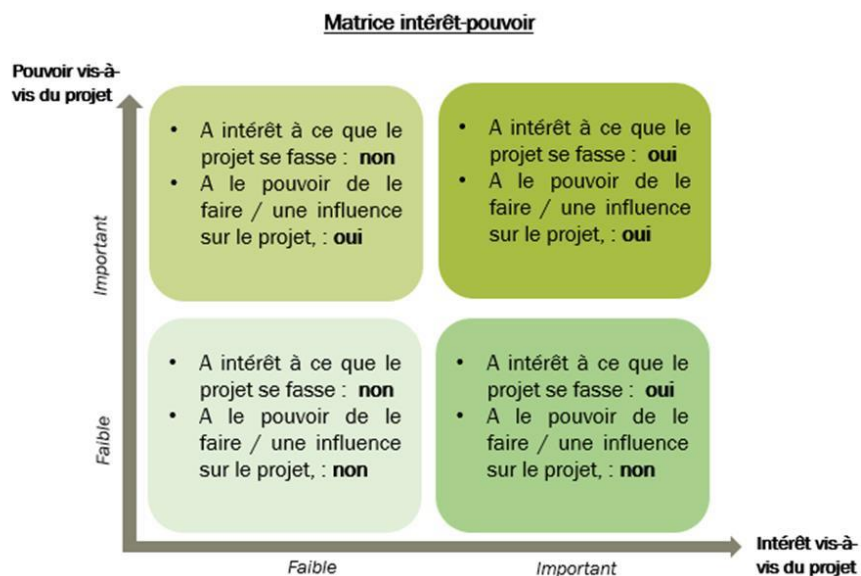 Matrice intérêt-pouvoir
Pouvoir vis-à-
vis du projet
Important
• A intérêt à ce que le
projet se fasse : non
• A le pouvoir de le
faire / une influence
sur le projet, : oui
• A intérêt à ce que le
projet se fasse : oui
• A le pouvoir de le
faire / une influence
sur le projet, : oui
Faible
• A intérêt à ce que le
projet se fasse : non
• A le pouvoir de le
faire / une influence
sur le projet, : non
• A intérêt à ce que le
projet se fasse : oui
• A le pouvoir de le
faire / une influence
sur le projet, : non
Faible
Important
Intérêt vis-à-
vis du projet